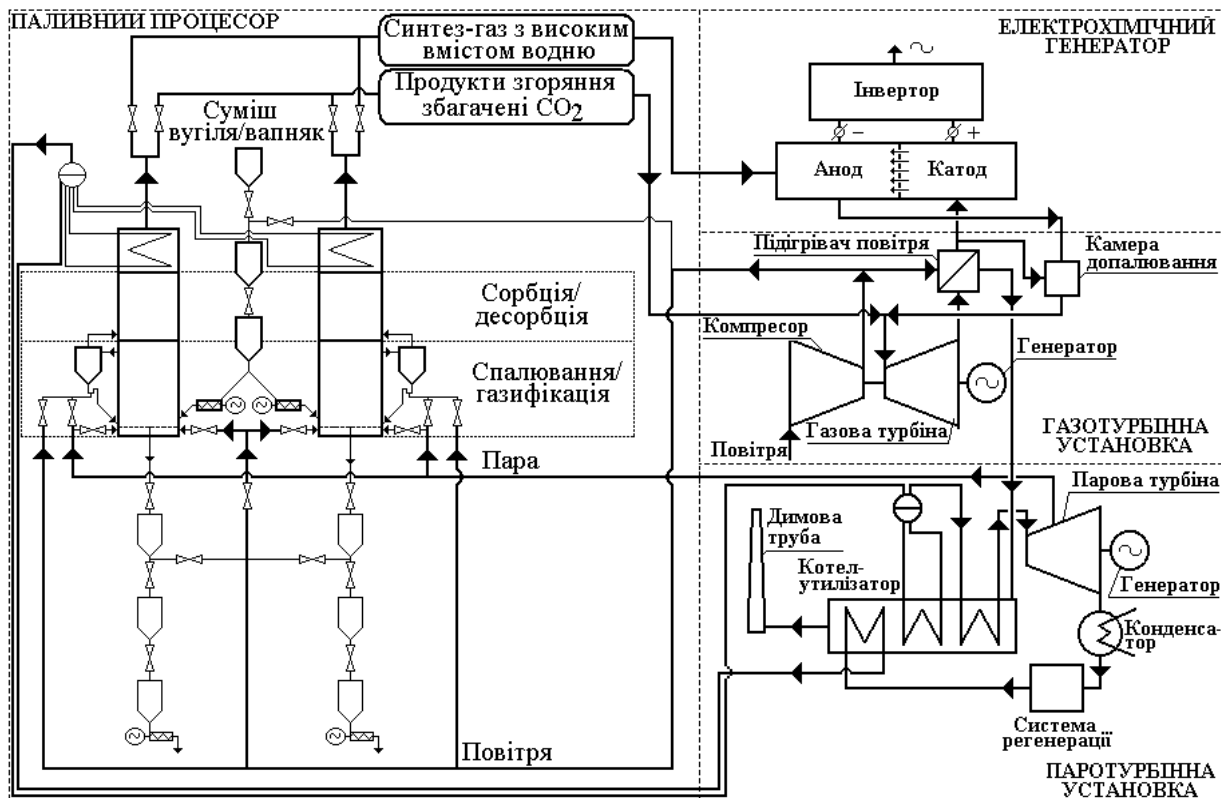 ПАЛИВНИЙ ПРОЦЕСОР
Синтез-газ з високим
вмістом водню
Продукти згоряння
збагачені CO2
Суміш
вугіля/вапняк
Сорбція/
десорбція
Спалювання/
газифікація
Пара
Повітря
ЕЛЕКТРОХІМІЧНИЙ
ГЕНЕРАТОР
Інвертор
− +
Анод
Катод
Підігрівач повітря
Камера
допалювання
Компресор
Генератор
Газова турбіна
Повітря
ГАЗОТУРБІННА
УСТАНОВКА
Парова турбіна
Димова
труба
Котел-
утилізатор
Генератор
Конденса-
тор
Система
регенерації
ПАРОТУРБІННА
УСТАНОВКА